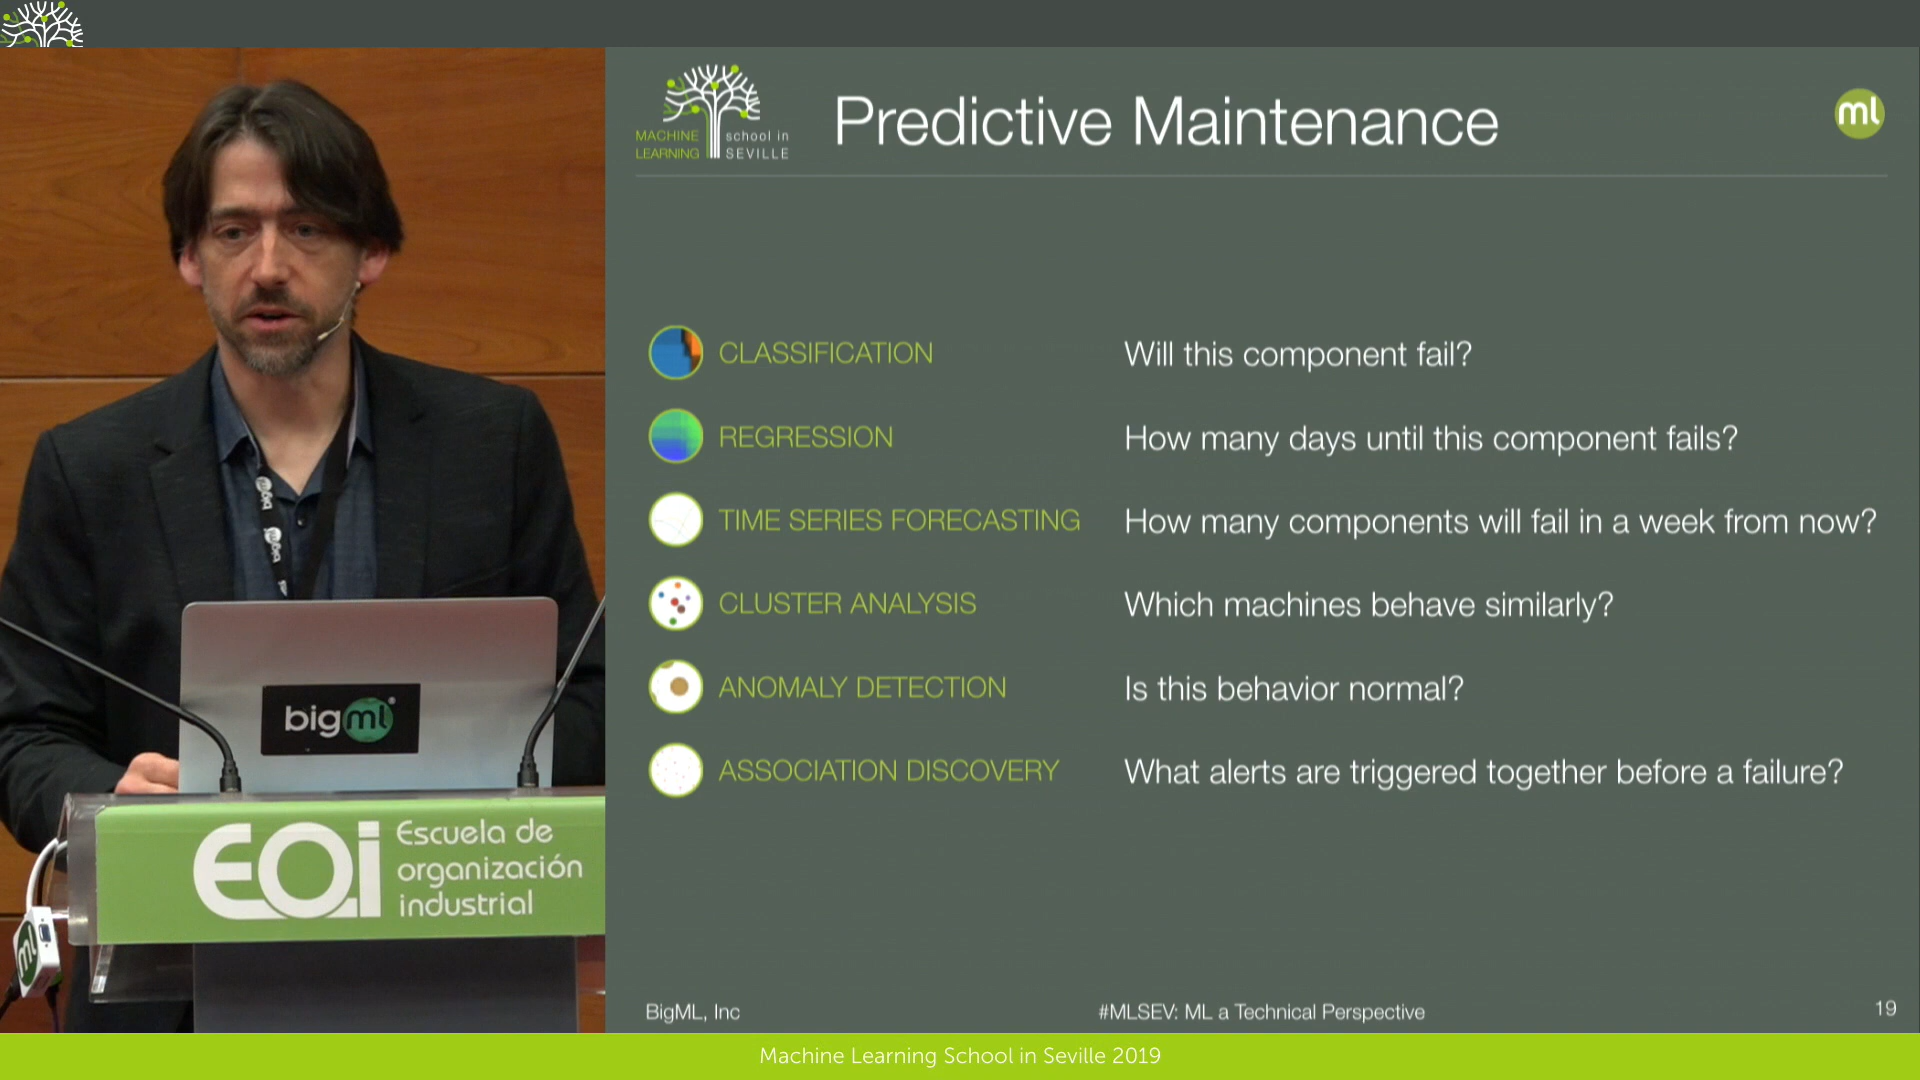 MACHINE
LEARNING
school in
SEVILLE
Predictive Maintenance
ml
CLASSIFICATION
Will this component fail?
REGRESSION
How many days until this component fails?
TIME SERIES FORECASTING
How many components will fail in a week from now?
CLUSTER ANALYSIS
Which machines behave similarly?
ANOMALY DETECTION
Is this behavior normal?
ASSOCIATION DISCOVERY
What alerts are triggered together before a failure?
BigML, Inc
#MLSEV: ML a Technical Perspective
19
bigml
EOi
Escuela de
organización
industrial
ml
Machine Learning School in Seville 2019